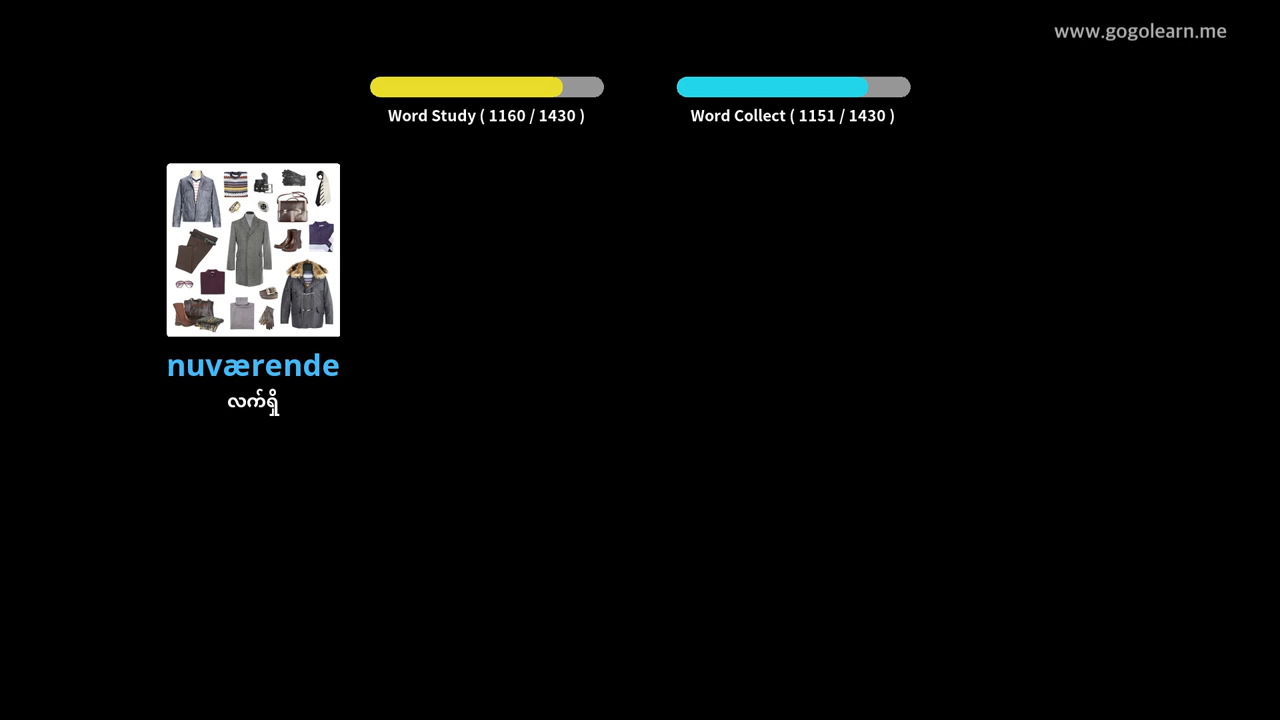 www.gogolearn.me
Word Study ( 1160 / 1430 )
Word Collect ( 1151 / 1430 )
nuværende
လက်ရှိ